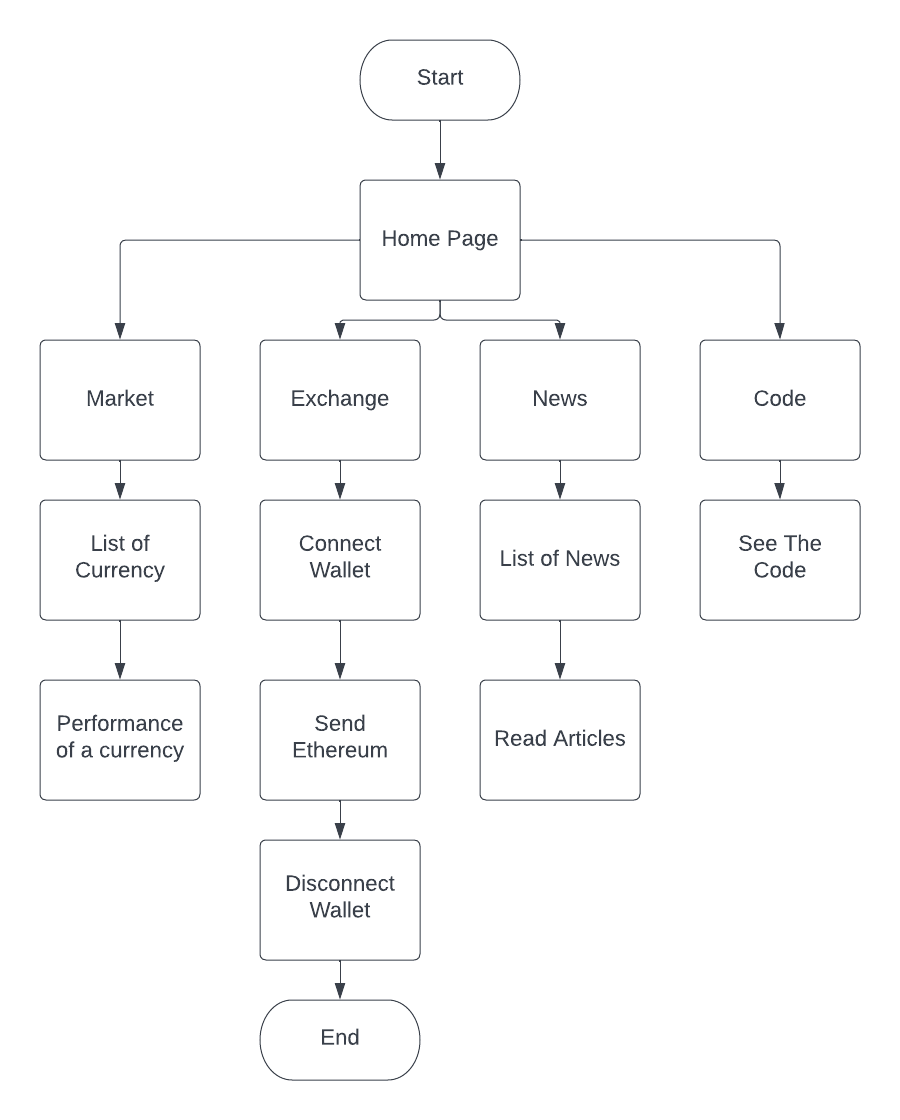 Start
Home Page
Market
Exchange
News
Code
List of
Currency
Connect
Wallet
List of News
See The
Code
Performance
of a currency
Send
Ethereum
Read Articles
Disconnect
Wallet
End